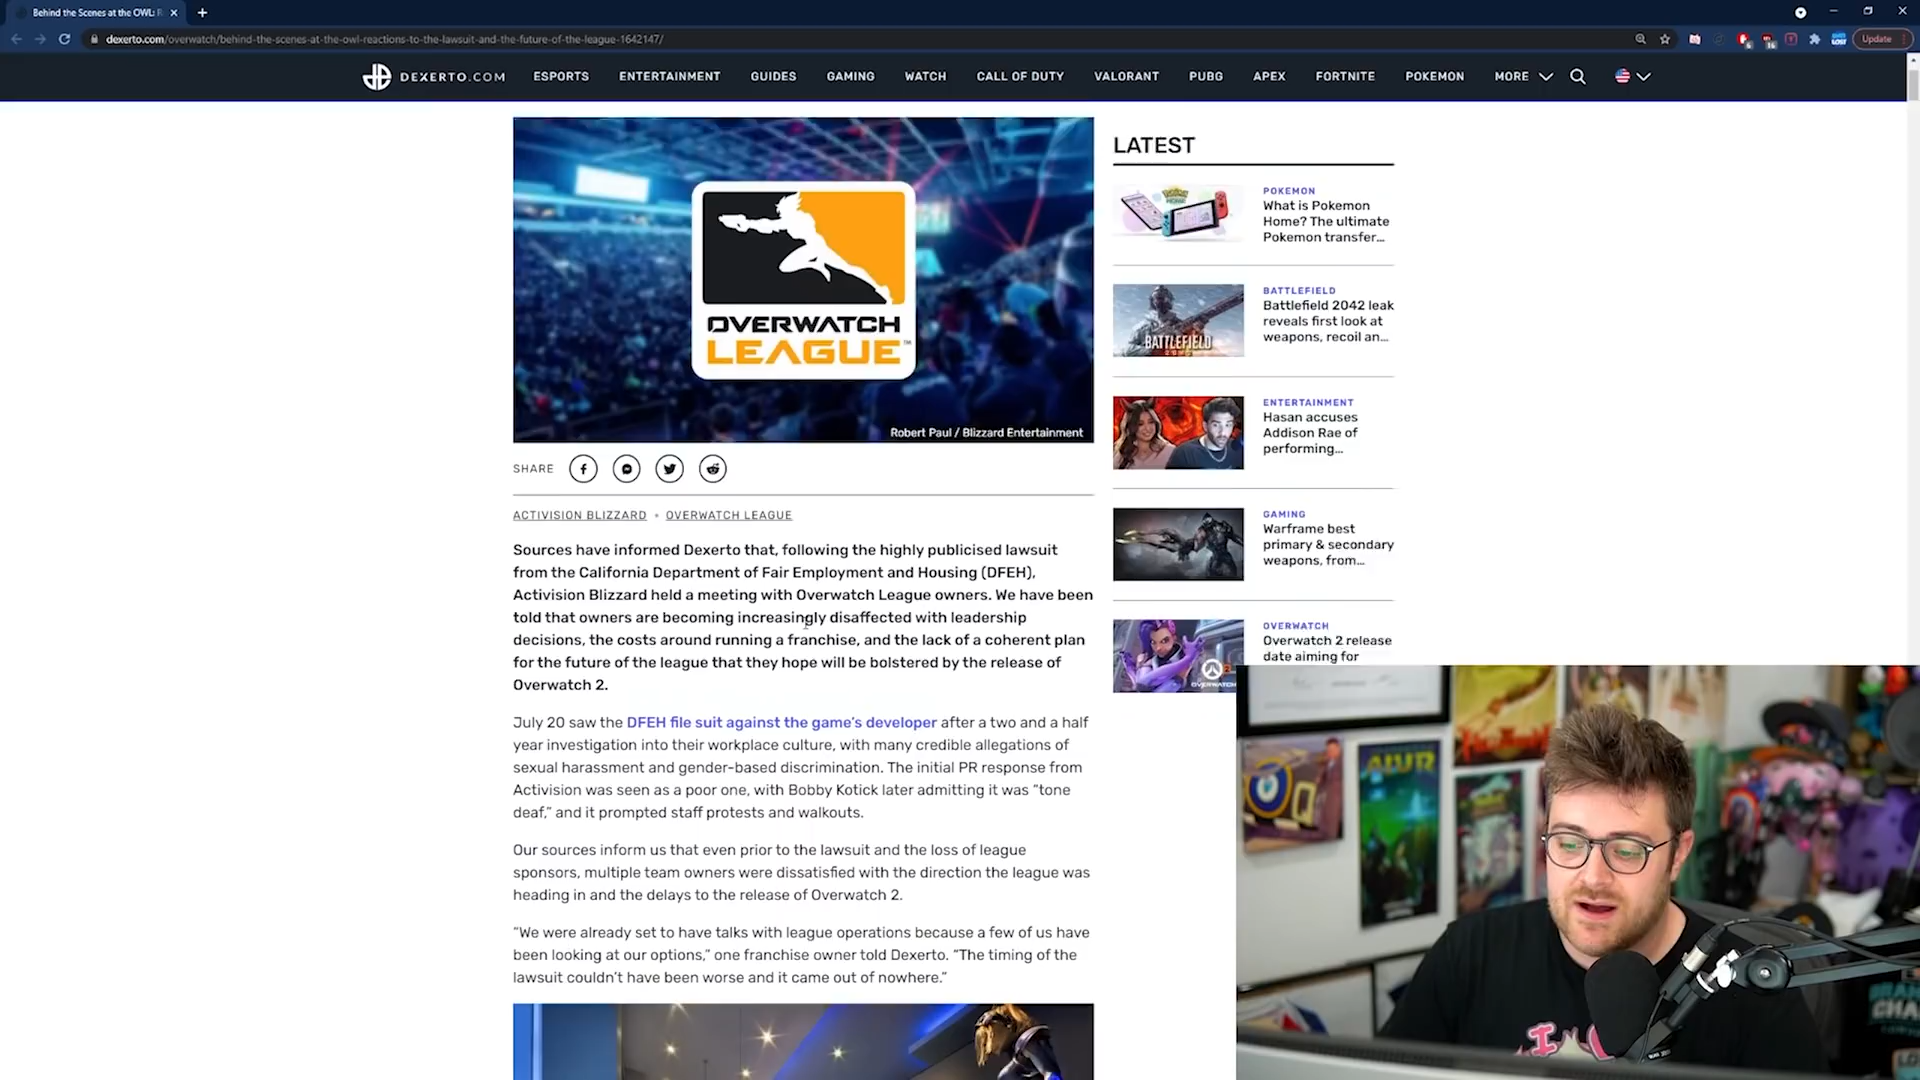 Behind the Scenes at the OWL: R
dexerto.com/overwatch/behind-the-scenes-at-the-owl-reactions-to-the-lawsuit-and-the-future-of-the-league-1642147/
Update
DEXERTO.COM
ESPORTS
ENTERTAINMENT
GUIDES
GAMING
WATCH
CALL OF DUTY
VALORANT
PUBG
APEX
FORTNITE
POKEMON
MORE
OVERWATCH
LEAGUE
Robert Paul / Blizzard Entertainment
SHARE
ACTIVISION BLIZZARD • OVERWATCH LEAGUE
Sources have informed Dexerto that, following the highly publicised lawsuit
from the California Department of Fair Employment and Housing (DFEH),
Activision Blizzard held a meeting with Overwatch League owners. We have been
told that owners are becoming increasingly disaffected with leadership
decisions, the costs around running a franchise, and the lack of a coherent plan
for the future of the league that they hope will be bolstered by the release of
Overwatch 2.
July 20 saw the DFEH file suit against the game's developer after a two and a half
year investigation into their workplace culture, with many credible allegations of
sexual harassment and gender-based discrimination. The initial PR response from
Activision was seen as a poor one, with Bobby Kotick later admitting it was “tone
deaf,” and it prompted staff protests and walkouts.
Our sources inform us that even prior to the lawsuit and the loss of league
sponsors, multiple team owners were dissatisfied with the direction the league was
heading in and the delays to the release of Overwatch 2.
“We were already set to have talks with league operations because a few of us have
been looking at our options,” one franchise owner told Dexerto. “The timing of the
lawsuit couldn't have been worse and it came out of nowhere.”
LATEST
POKEMON
What is Pokemon
Home? The ultimate
Pokemon transfer...
BATTLEFIELD
Battlefield 2042 leak
reveals first look at
weapons, recoil an...
BATTLEFIELD
ENTERTAINMENT
Hasan accuses
Addison Rae of
performing...
GAMING
Warframe best
primary & secondary
weapons, from...
OVERWATCH
Overwatch 2 release
date aiming for
OVERWATCH